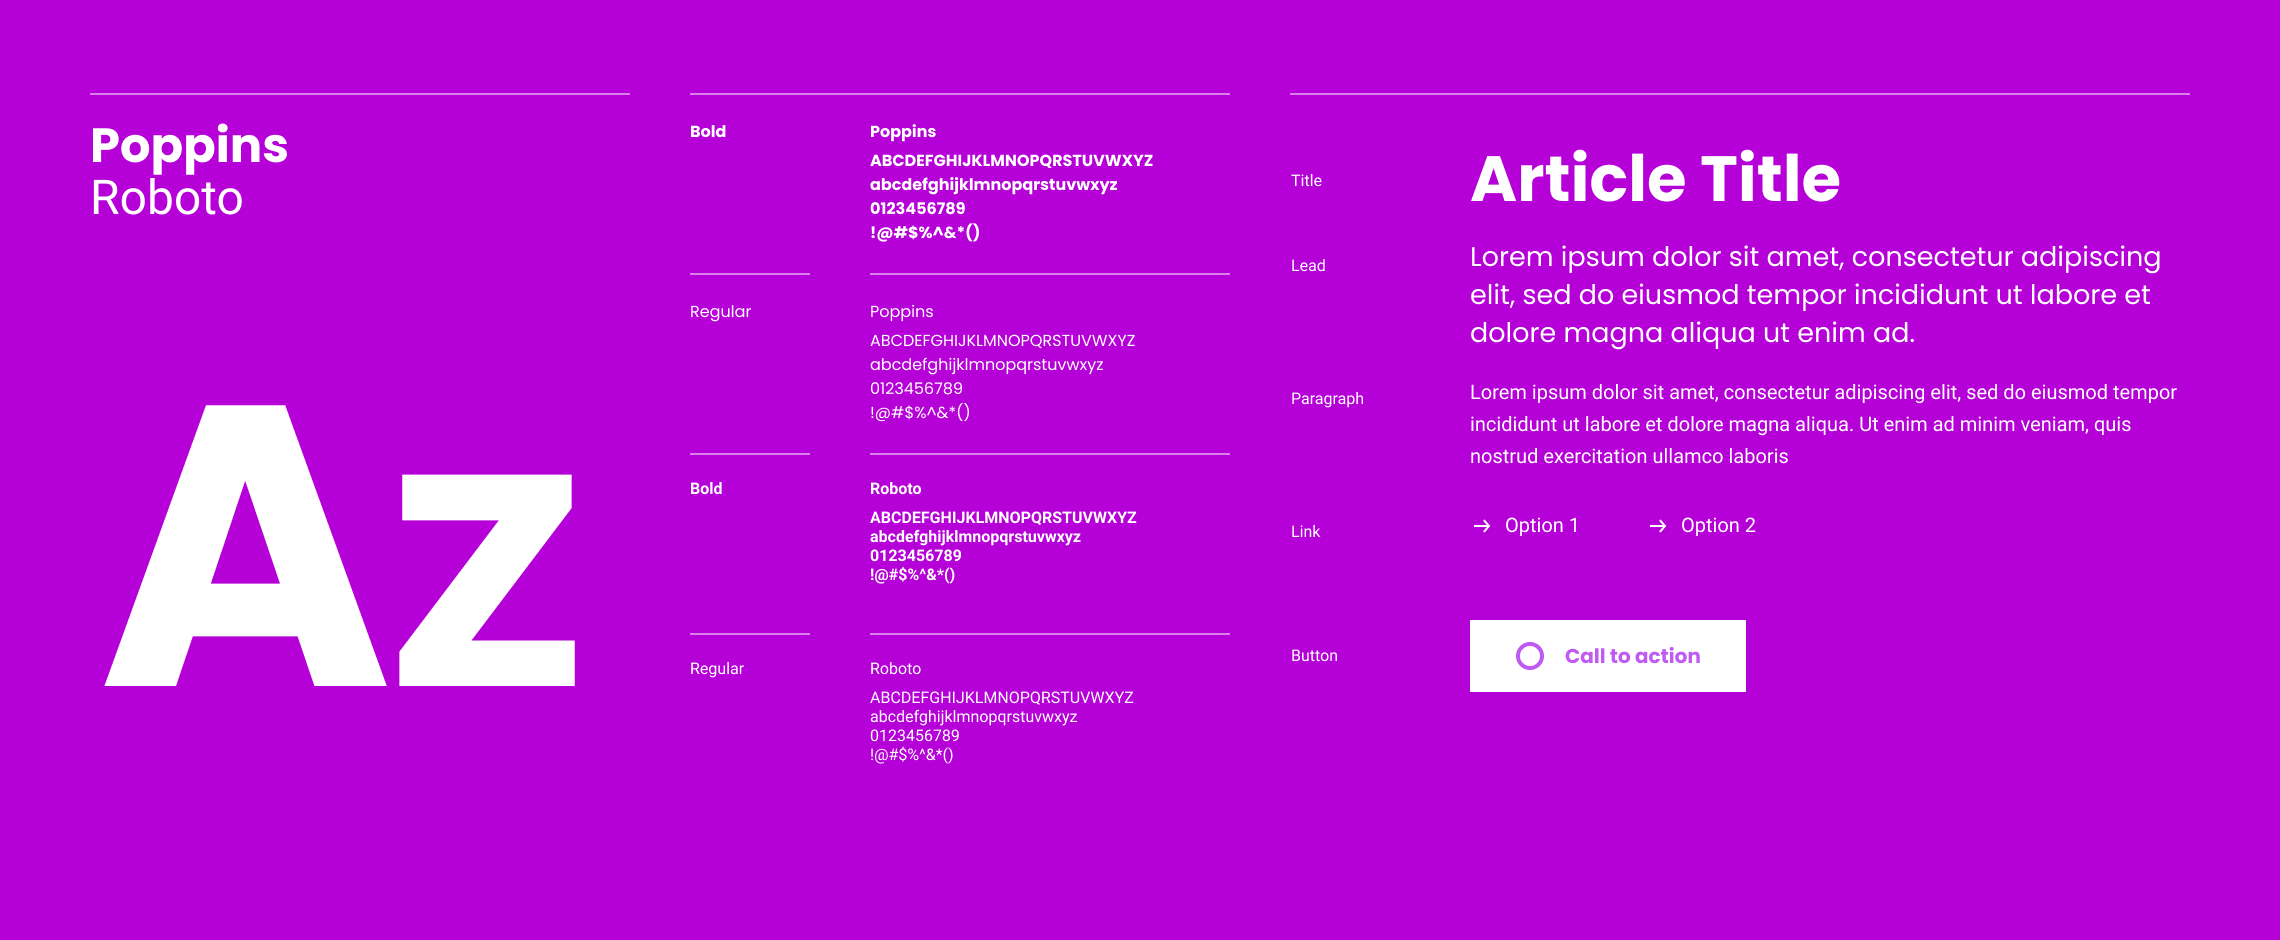 Poppins
Roboto
Az
Bold
Poppins
ABCDEFGHIJKLMNOPQRSTUVWXYZ
abcdefghijklmnopqrstuvwxyz
0123456789
!@#$%^&*()
Regular
Poppins
ABCDEFGHIJKLMNOPQRSTUVWXYZ
abcdefghijklmnopqrstuvwxyz
0123456789
!@#$%^&*()
Bold
Roboto
ABCDEFGHIJKLMNOPQRSTUVWXYZ
abcdefghijklmnopqrstuvwxyz
0123456789
!@#$%^&*()
Regular
Roboto
ABCDEFGHIJKLMNOPQRSTUVWXYZ
abcdefghijklmnopqrstuvwxyz
0123456789
!@#$%^&*()
Title
Article Title
Lead
Lorem ipsum dolor sit amet, consectetur adipiscing
elit, sed do eiusmod tempor incididunt ut labore et
dolore magna aliqua ut enim ad.
Paragraph
Lorem ipsum dolor sit amet, consectetur adipiscing elit, sed do eiusmod tempor
incididunt ut labore et dolore magna aliqua. Ut enim ad minim veniam, quis
nostrud exercitation ullamco laboris
Link
→ Option 1 → Option 2
Button
Call to action